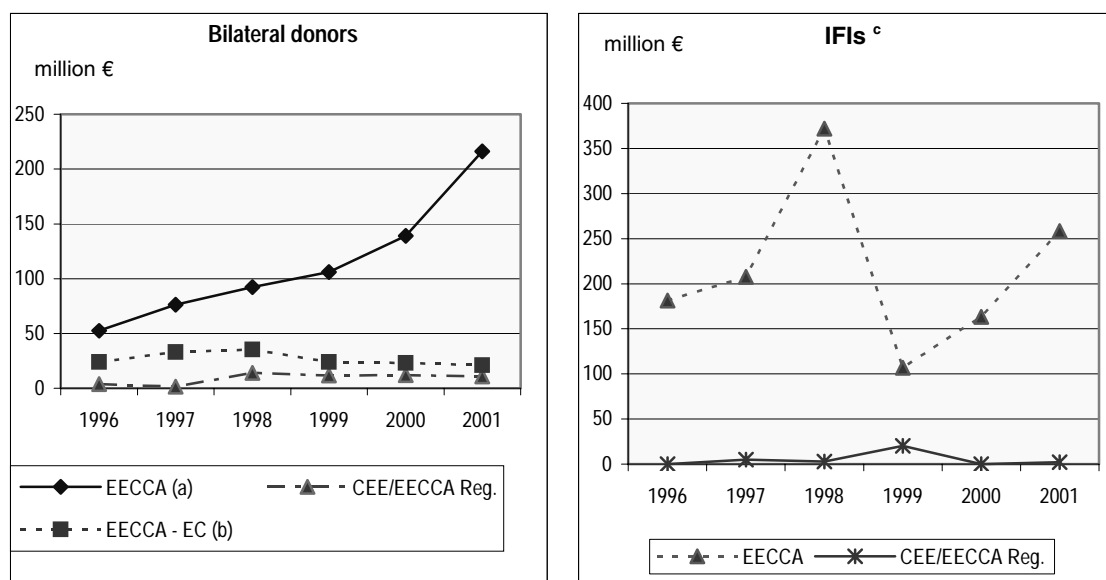 Bilateral donors
million €
250
200
150
100
50
0
1996 1997 1998 1999 2000 2001
EECCA (a) CEE/EECCA Reg.
EECCA - EC (b)
IFIs c
million €
400
350
300
250
200
150
100
50
0
1996 1997 1998 1999 2000 2001
EECCA CEE/EECCA Reg.